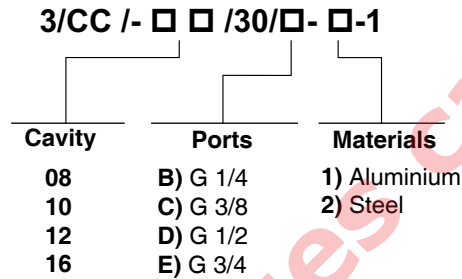 3/CC /- □ □ /30/□- □-1
Cavity Ports Materials
08 B) G 1/4 1) Aluminium
10 C) G 3/8 2) Steel
12 D) G 1/2
16 E) G 3/4